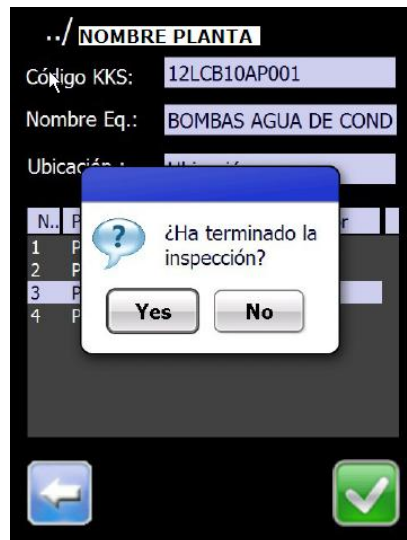 ../ NOMBRE PLANTA
Código KKS: 12LCB10AP001
Nombre Eq.: BOMBAS AGUA DE COND
Ubicación :
N.. P r
1 P
2 P
3 P
4 P
¿Ha terminado la
inspección?
Yes No